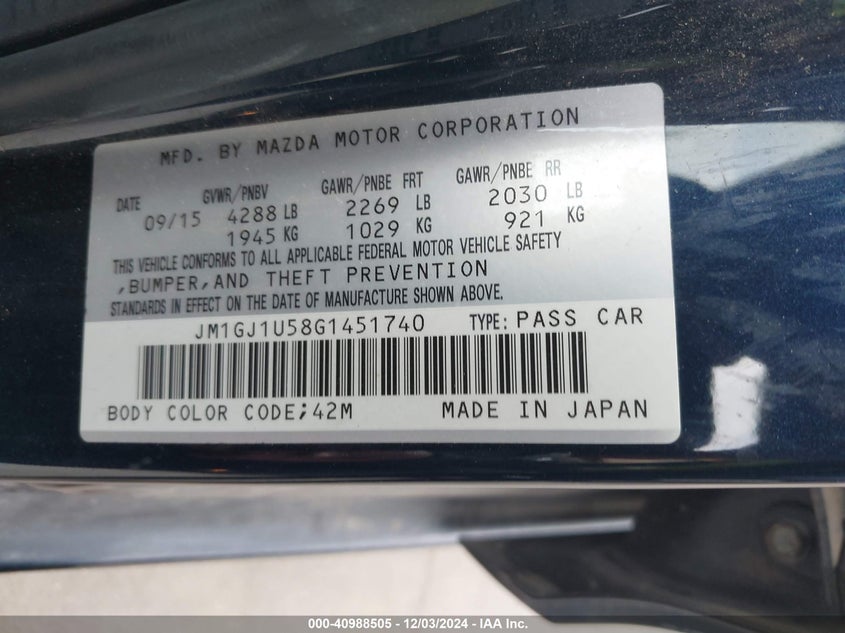 MFD. BY MAZDA MOTOR CORPORATION
DATE GVWR/PNBV GAWR/PNBE FRT GAWR/PNBE RR
09/15 4288 LB 2269 LB 2030 LB
1945 KG 1029 KG 921 KG
THIS VEHICLE CONFORMS TO ALL APPLICABLE FEDERAL MOTOR VEHICLE SAFETY
,BUMPER,AND THEFT PREVENTION
STANDARDS IN EFFECT ON THE DATE OF MANUFACTURE SHOWN ABOVE.
JM1GJ1U58G1451740 TYPE: PASS CAR
BODY COLOR CODE;42M MADE IN JAPAN
000-40988505 - 12/03/2024 - IAA Inc.